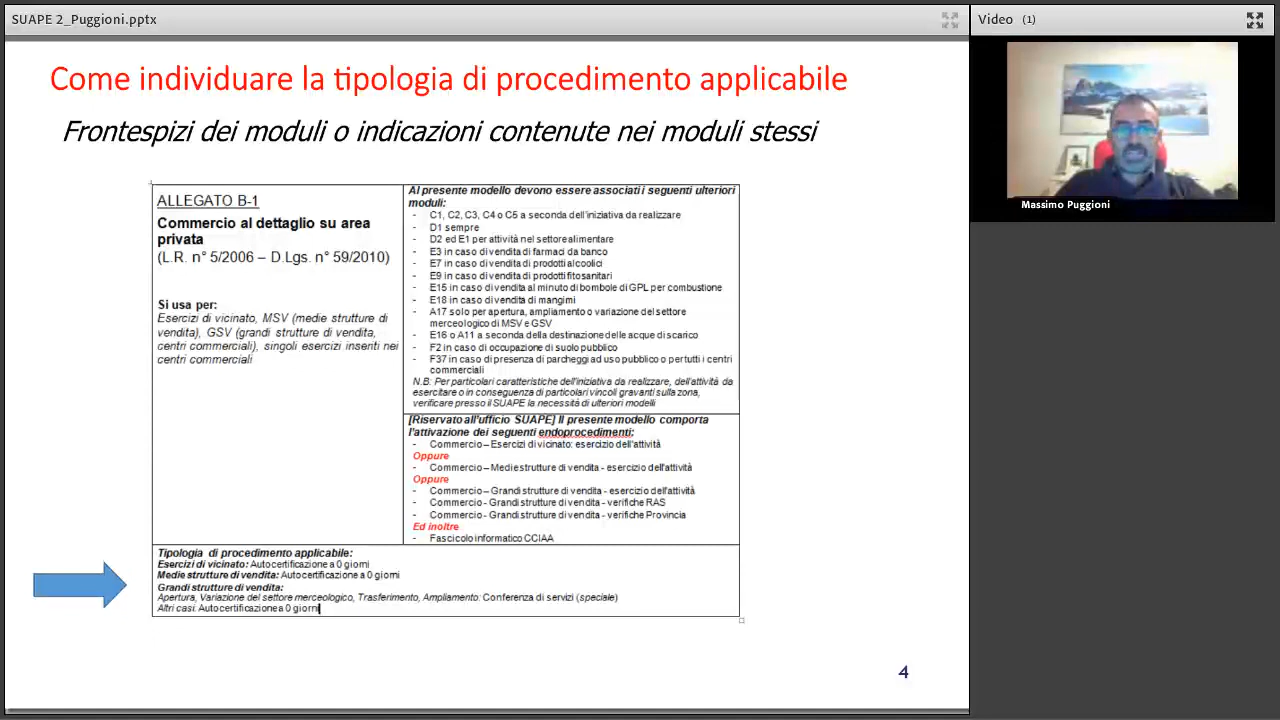 SUAPE 2_Puggioni.pptx
Video (1)
Come individuare la tipologia di procedimento applicabile
Frontespizi dei moduli o indicazioni contenute nei moduli stessi
Massimo Puggioni
ALLEGATO B-1
Commercio al dettaglio su area
privata
(L.R. n° 5/2006 – D.Lgs. n° 59/2010)
Si usa per:
Esercizi di vicinato, MSV (medie strutture di
vendita), GSV (grandi strutture di vendita,
centri commerciali), singoli esercizi inseriti nei
centri commerciali
Al presente modello devono essere associati i seguenti ulteriori
moduli:
- C1, C2, C3, C4 o C5 a seconda dell'iniziativa da realizzare
- D1 sempre
- D2 ed E1 per attività nel settore alimentare
- E3 in caso di vendita di farmaci da banco
- E7 in caso di vendita di prodotti alcoolici
- E9 in caso di vendita di prodotti fitosanitari
- E15 in caso di vendita al minuto di bombole di GPL per combustione
- E18 in caso di vendita di mangimi
- A17 solo per apertura, ampliamento o variazione del settore
merceologico di MSV e GSV
- E16 o A11 a seconda della destinazione delle acque di scarico
- F2 in caso di occupazione di suolo pubblico
- F37 in caso di presenza di parcheggi ad uso pubblico o per tutti i centri
commerciali
N.B: Per particolari caratteristiche dell'iniziativa da realizzare, dell'attività da
esercitare o in conseguenza di particolari vincoli gravanti sulla zona,
verificare presso il SUAPE la necessità di ulteriori modelli
[Riservato all'ufficio SUAPE] Il presente modello comporta
l'attivazione dei seguenti endoprocedimenti:
- Commercio – Esercizi di vicinato: esercizio dell'attività
Oppure
- Commercio – Medie strutture di vendita - esercizio dell'attività
Oppure
- Commercio – Grandi strutture di vendita - esercizio dell'attività
- Commercio - Grandi strutture di vendita - verifiche RAS
- Commercio - Grandi strutture di vendita - verifiche Provincia
Ed inoltre
- Fascicolo informatico CCIAA
Tipologia di procedimento applicabile:
Esercizi di vicinato: Autocertificazione a 0 giorni
Medie strutture di vendita: Autocertificazione a 0 giorni
Grandi strutture di vendita:
Apertura, Variazione del settore merceologico, Trasferimento, Ampliamento: Conferenza di servizi (speciale)
Altri casi: Autocertificazione a 0 giorni
4